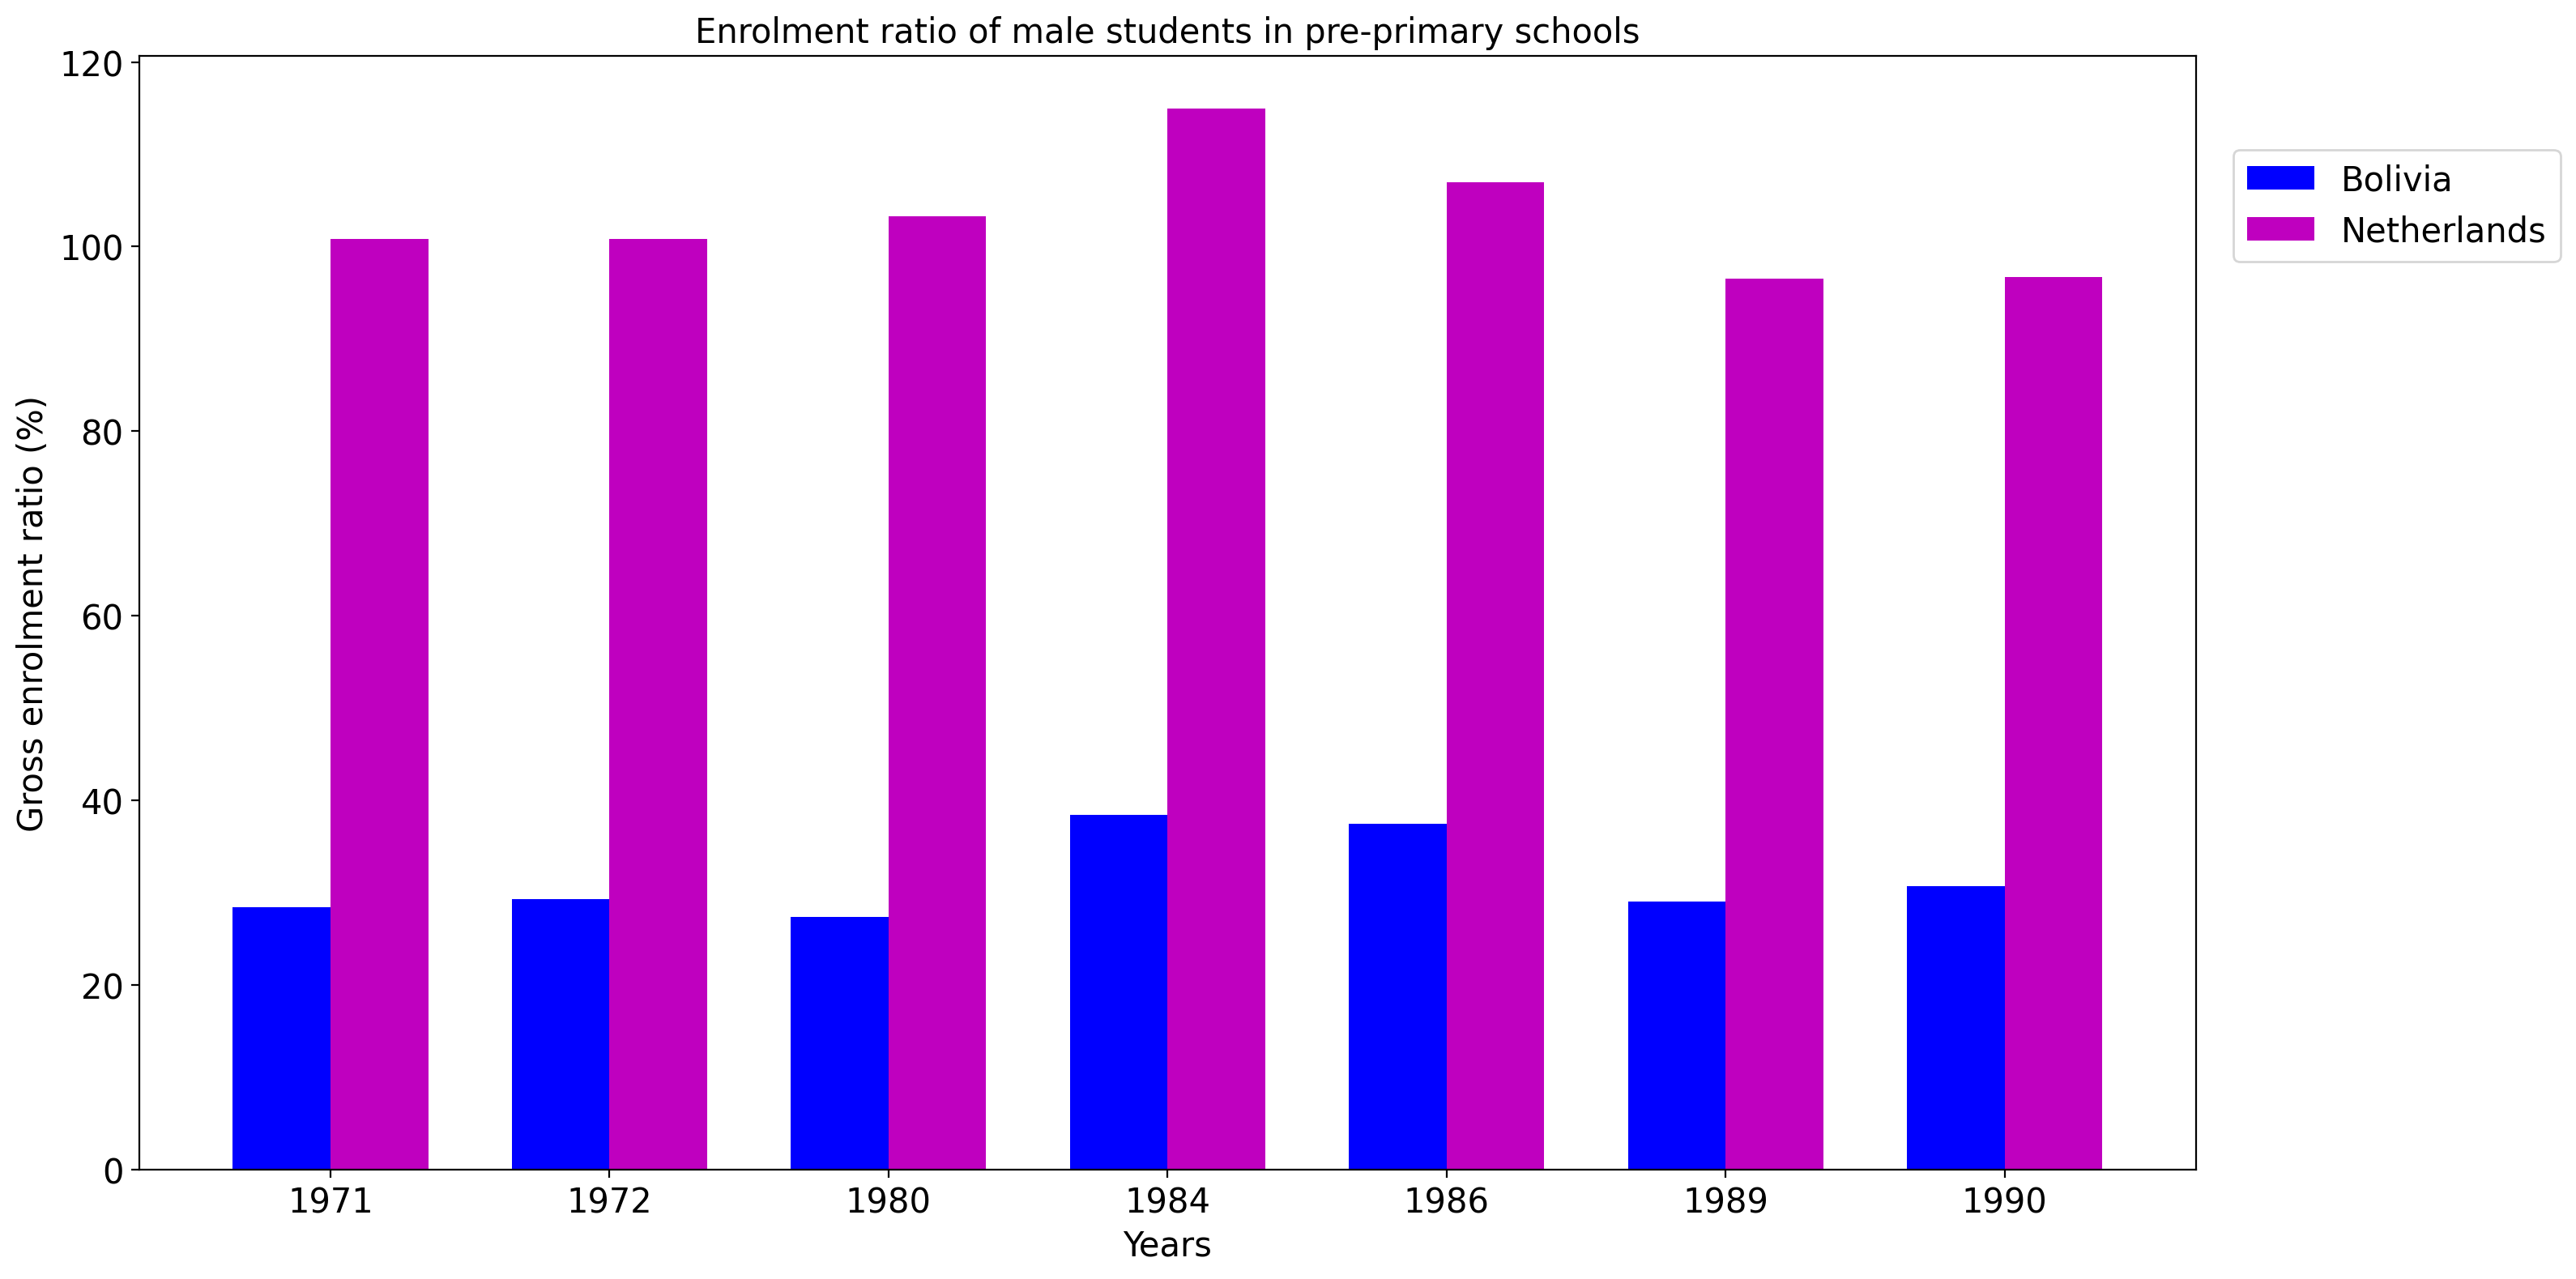 Enrolment ratio of male students in pre-primary schools
120
100
80
60
40
20
0
Gross enrolment ratio (%)
1971 1972 1980 1984 1986 1989 1990
Years
Bolivia
Netherlands